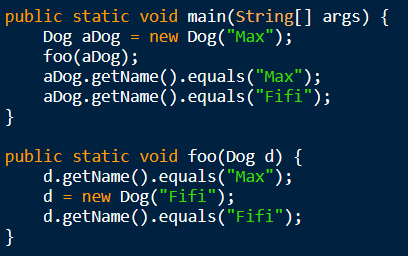 public static void main(String[] args) {
    Dog aDog = new Dog("Max");
    foo(aDog);
    aDog.getName().equals("Max");
    aDog.getName().equals("Fifi");
}

public static void foo(Dog d) {
    d.getName().equals("Max");
    d = new Dog("Fifi");
    d.getName().equals("Fifi");
}